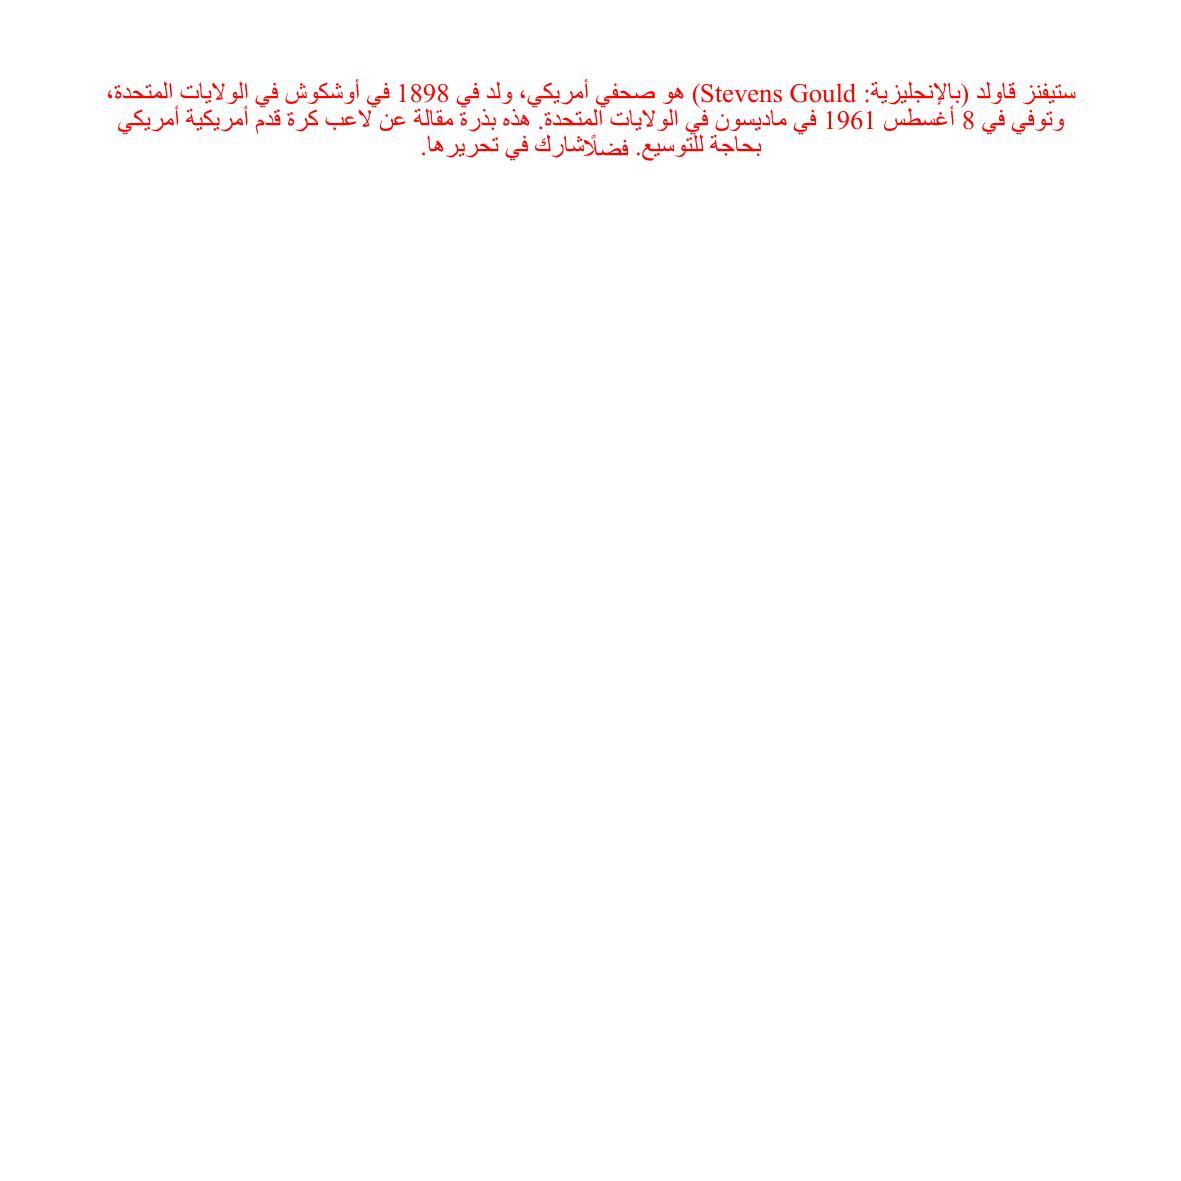 ستيفنز قاولد (بالإنجليزية: Stevens Gould) هو صحفي أمريكي، ولد في 1898 في أوشكوش في الولايات المتحدة،
وتوفي في 8 أغسطس 1961 في ماديسون في الولايات المتحدة. هذه بذرة مقالة عن لاعب كرة قدم أمريكية أمريكي
بحاجة للتوسيع. فضلًاشارك في تحريرها.